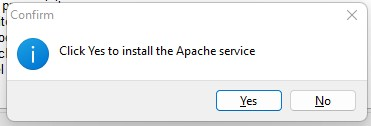 Confirm
Click Yes to install the Apache service
Yes
No